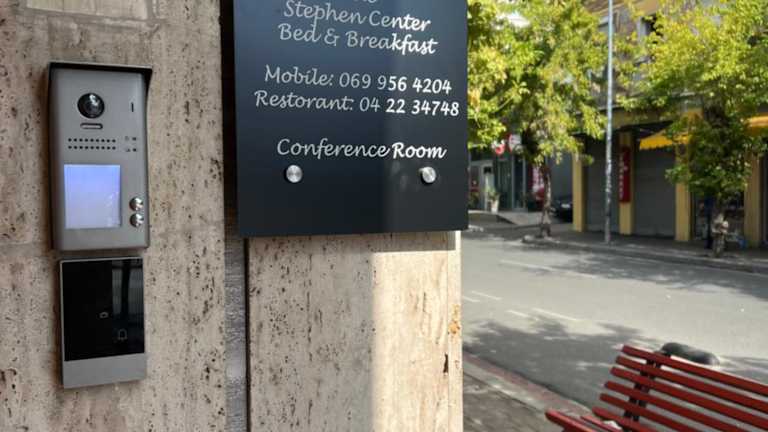 Stephen Center
Bed & Breakfast
Mobile: 069 956 4204
Restorant: 04 22 34748
Conference Room